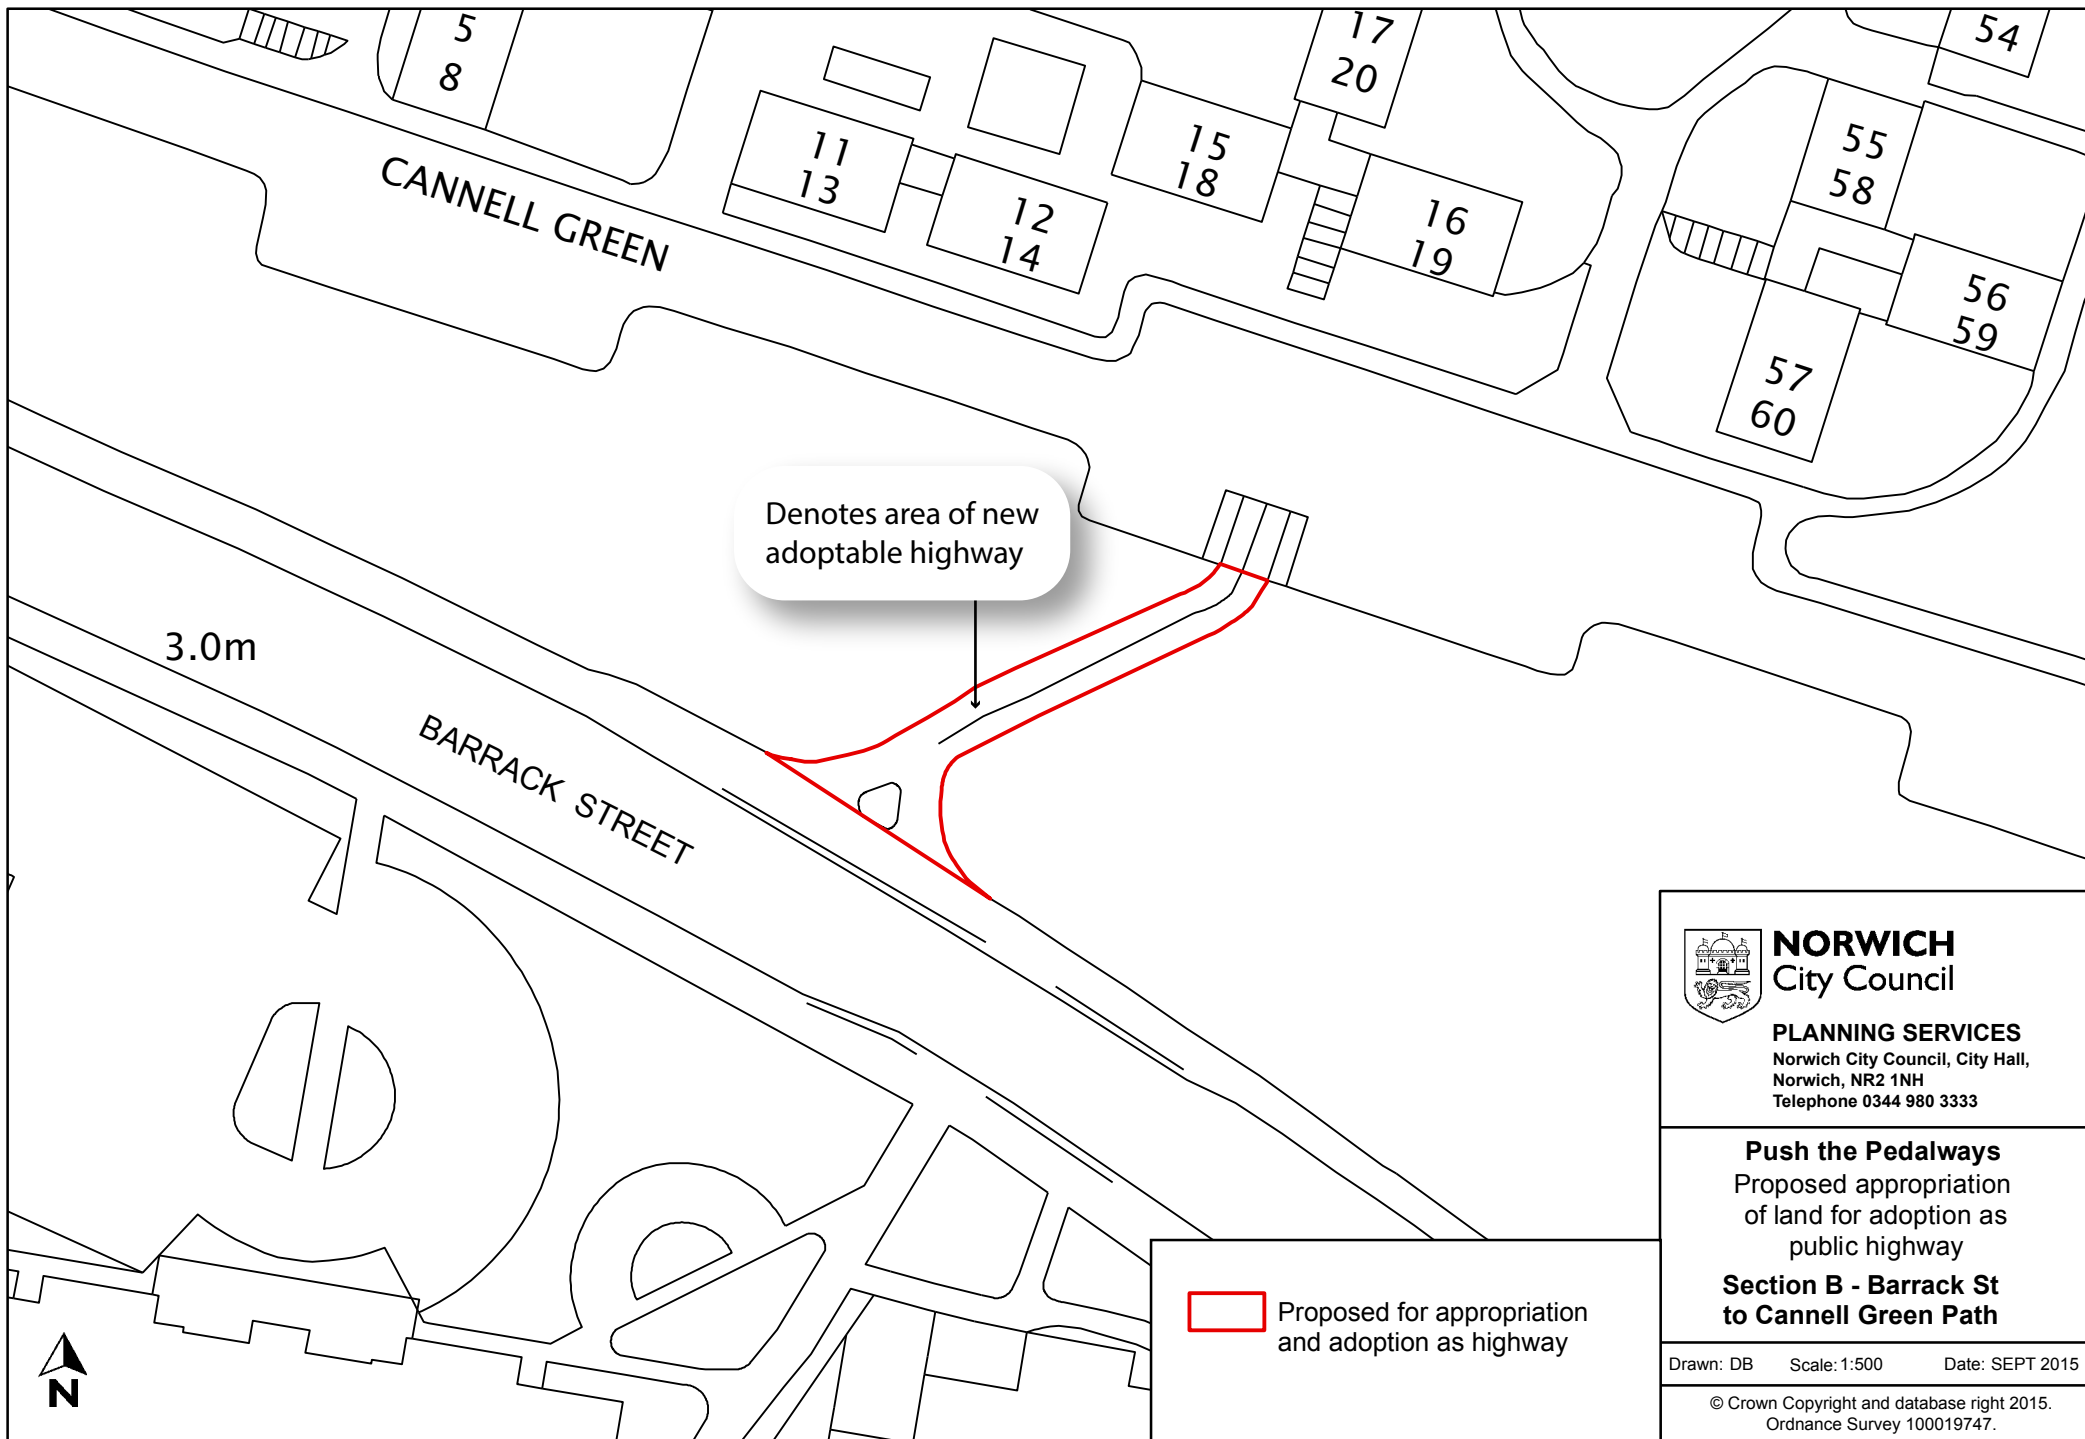 5
8
17
20
54
11
13
15
18
55
58
CANNELL GREEN
12
14
16
19
56
59
57
60
Denotes area of new
adoptable highway
3.0m
BARRACK STREET
NORWICH
City Council
PLANNING SERVICES
Norwich City Council, City Hall,
Norwich, NR2 1NH
Telephone 0344 980 3333
Push the Pedalways
Proposed appropriation
of land for adoption as
public highway
Section B - Barrack St
to Cannell Green Path
Proposed for appropriation
and adoption as highway
Drawn: DB Scale: 1:500 Date: SEPT 2015
© Crown Copyright and database right 2015.
Ordnance Survey 100019747.
N